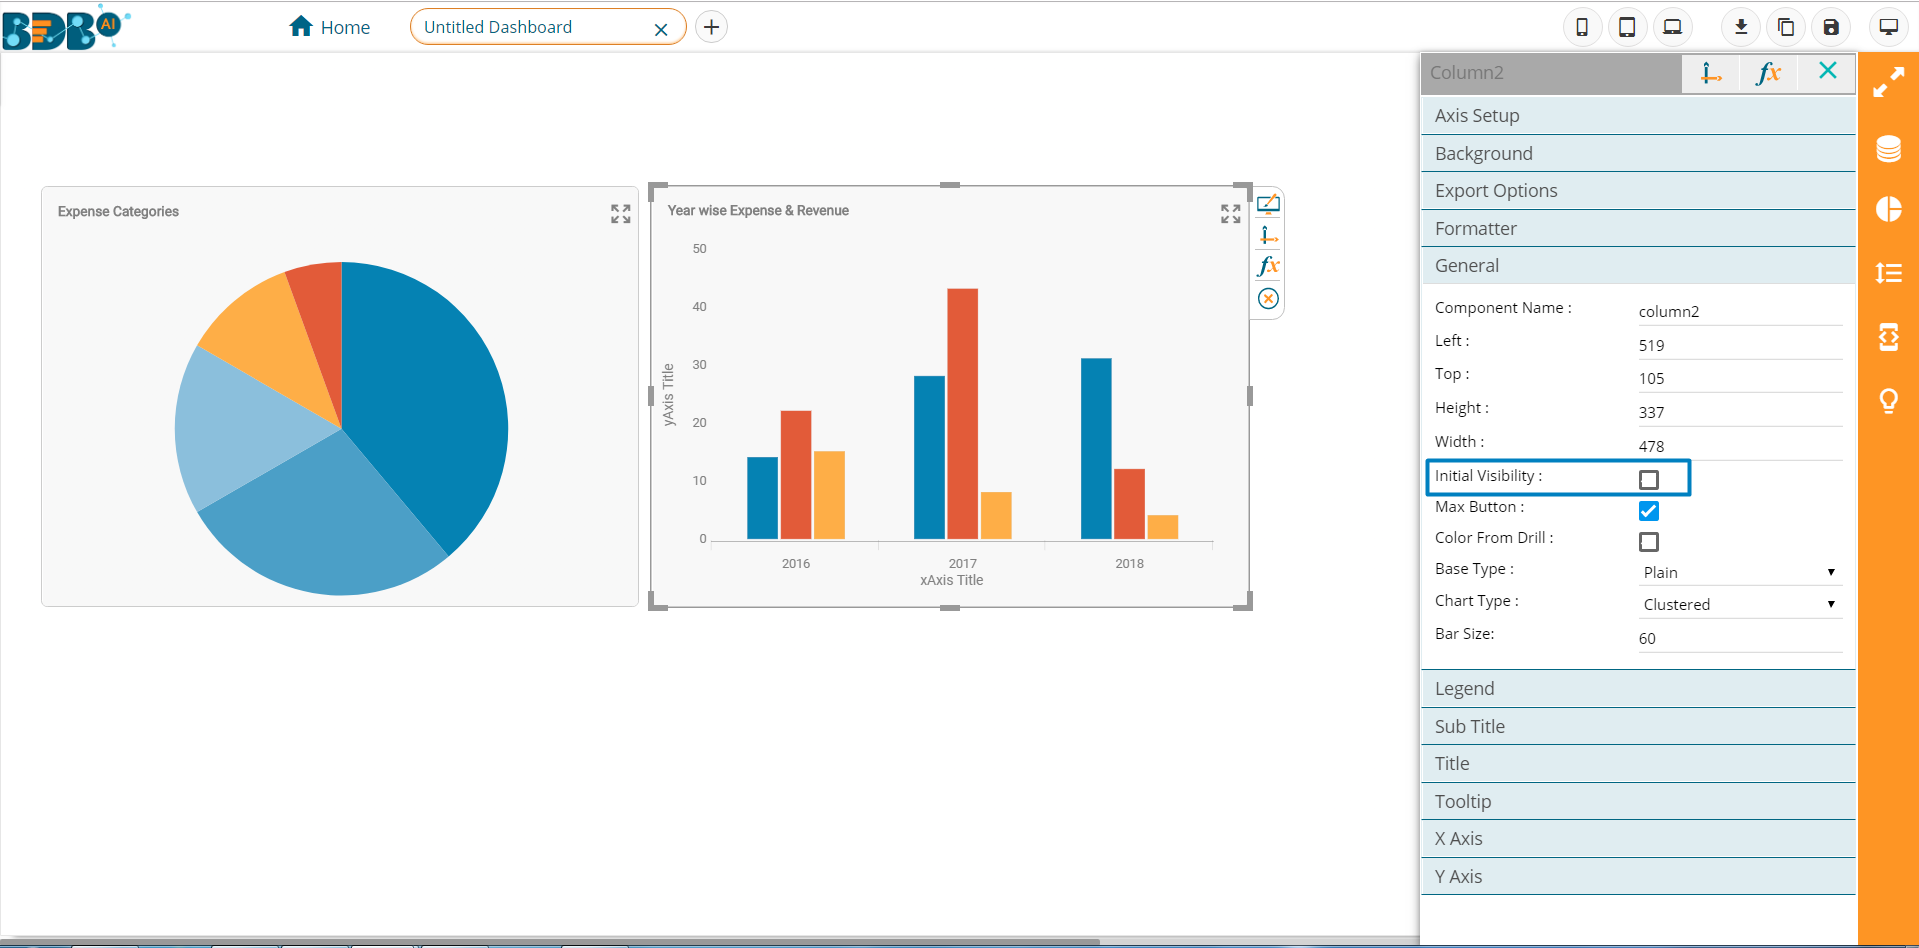 BDB AI
Home
Untitled Dashboard
Column2
fx
Axis Setup
Background
Export Options
Formatter
General
Component Name : column2
Left : 519
Top : 105
Height : 337
Width : 478
Initial Visibility :
Max Button :
Color From Drill :
Base Type : Plain
Chart Type : Clustered
Bar Size: 60
Legend
Sub Title
Title
Tooltip
X Axis
Y Axis
Expense Categories
Year wise Expense & Revenue
fx
50
40
30
20
10
0
yAxis Title
2016 2017 2018
xAxis Title